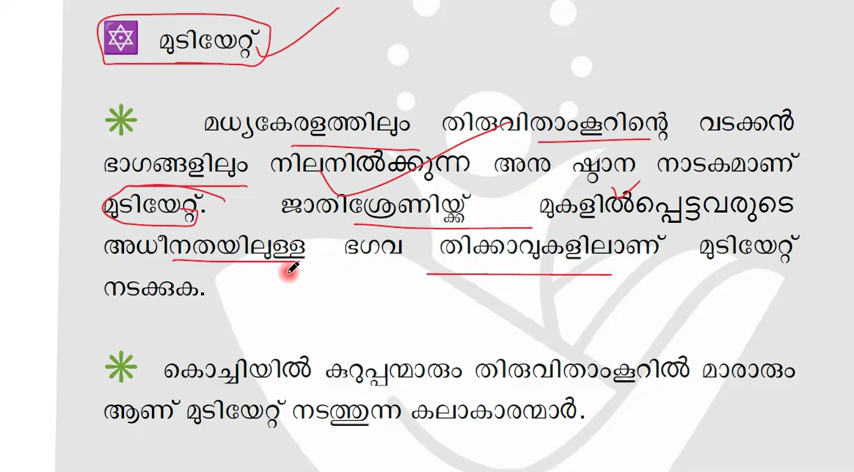 മുടിയേറ്റ്
മധ്യകേരളത്തിലും തിരുവിതാംകൂറിന്റെ വടക്കൻ
ഭാഗങ്ങളിലും നിലനിൽക്കുന്ന അനു ഷ്ഠാന നാടകമാണ്
മുടിയേറ്റ്. ജാതിശ്രേണിയ്ക്ക് മുകളിൽപ്പെട്ടവരുടെ
അധീനതയിലുള്ള ഭഗവ തിക്കാവുകളിലാണ് മുടിയേറ്റ്
നടക്കുക.
കൊച്ചിയിൽ കുറുപ്പന്മാരും തിരുവിതാംകൂറിൽ മാരാരും
ആണ് മുടിയേറ്റ് നടത്തുന്ന കലാകാരന്മാർ.